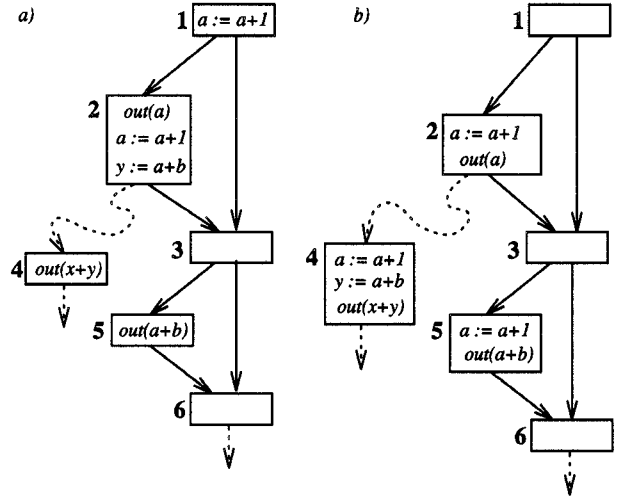 a)
1 a := a+1
2 out(a)
a := a+1
y := a+b
3
4 out(x+y)
5 out(a+b)
6
b)
1
2 a := a+1
out(a)
3
4 a := a+1
y := a+b
out(x+y)
5 a := a+1
out(a+b)
6